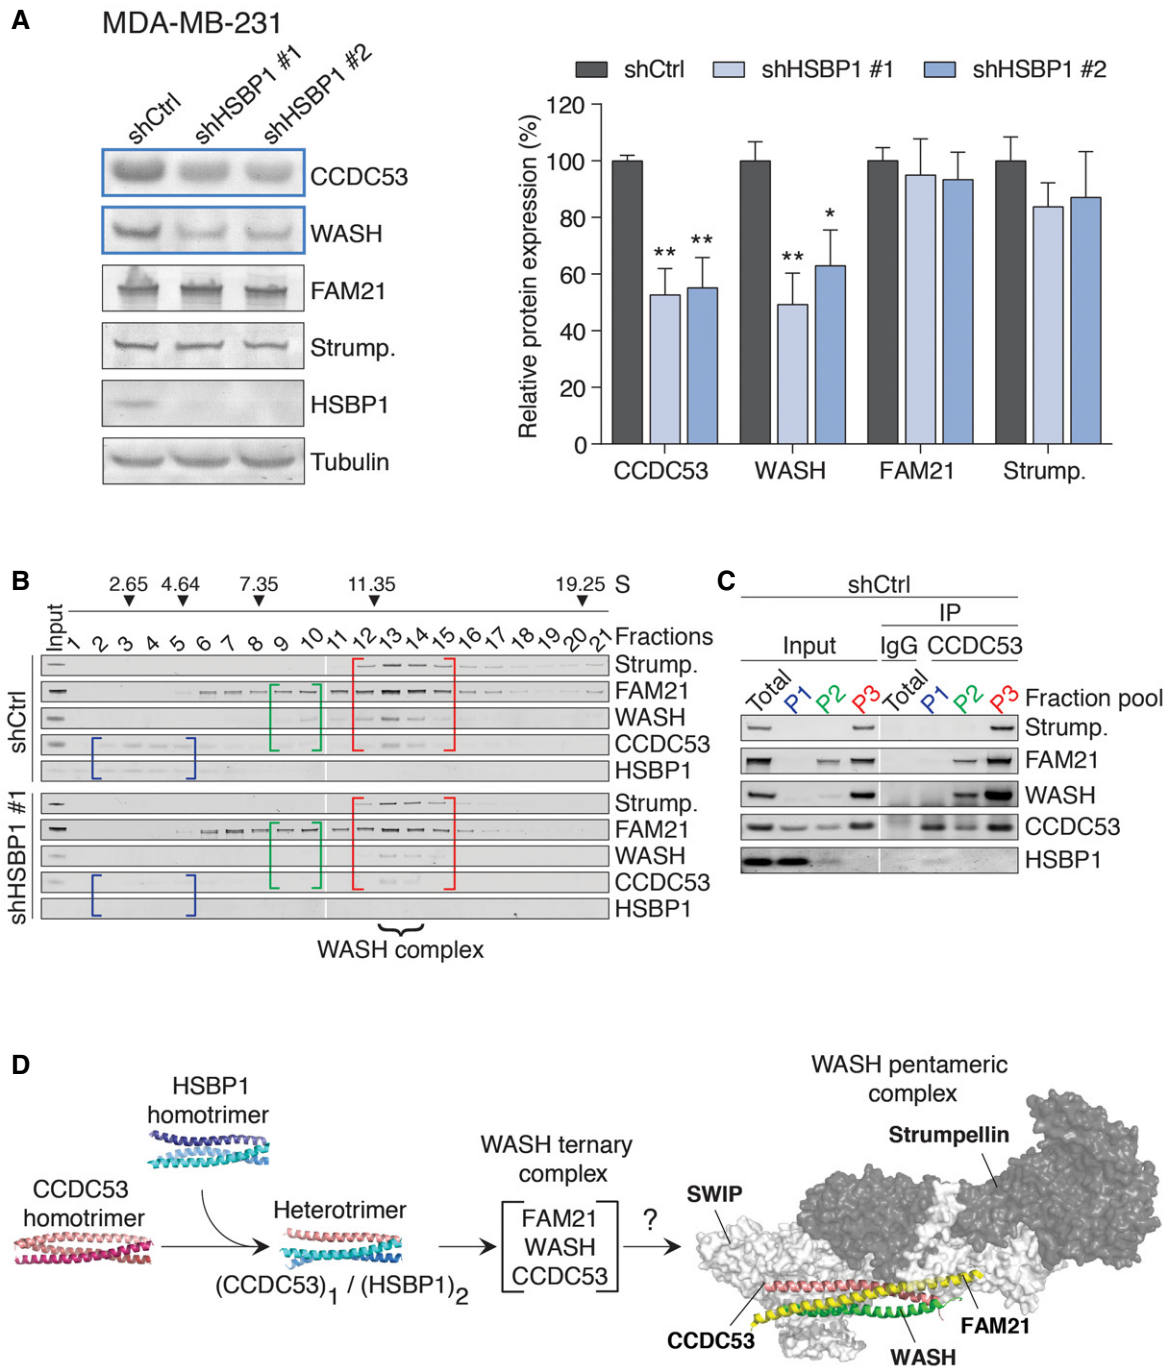 A
MDA-MB-231
shCtrl
shHSBP1 #1
shHSBP1 #2
CCDC53
WASH
FAM21
Strump.
HSBP1
Tubulin
shCtrl shHSBP1 #1 shHSBP1 #2
Relative protein expression (%)
120
100
80
60
40
20
0
** **
** *
CCDC53 WASH FAM21 Strump.
B
2.65 4.64 7.35 11.35 19.25 S
Input 1 2 3 4 5 6 7 8 9 10 11 12 13 14 15 16 17 18 19 20 21 Fractions
shCtrl
Strump.
FAM21
WASH
CCDC53
HSBP1
shHSBP1 #1
Strump.
FAM21
WASH
CCDC53
HSBP1
WASH complex
C
shCtrl
IP
Input IgG CCDC53
Total P1 P2 P3 Total P1 P2 P3 Fraction pool
Strump.
FAM21
WASH
CCDC53
HSBP1
D
HSBP1
homotrimer
CCDC53
homotrimer
Heterotrimer
(CCDC53)1 / (HSBP1)2
WASH ternary
complex
FAM21
WASH
CCDC53
?
WASH pentameric
complex
Strumpellin
SWIP
CCDC53
WASH
FAM21